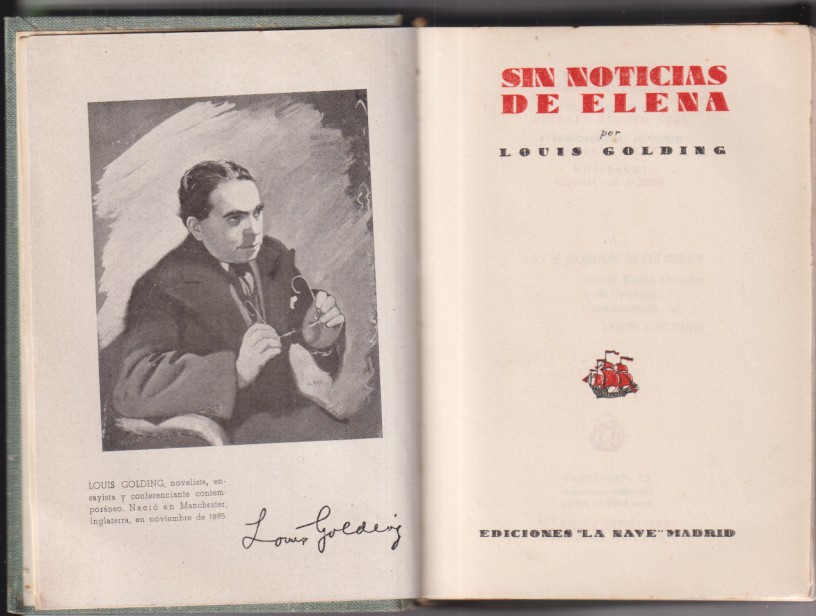 LOUIS GOLDING, novelista, en-
sayista y conferenciante contem-
poráneo. Nació en Manchester,
Inglaterra, en noviembre de 1895.
Louis Golding
SIN NOTICIAS
DE ELENA
por
LOUIS GOLDING
EDICIONES "LA NAVE" MADRID